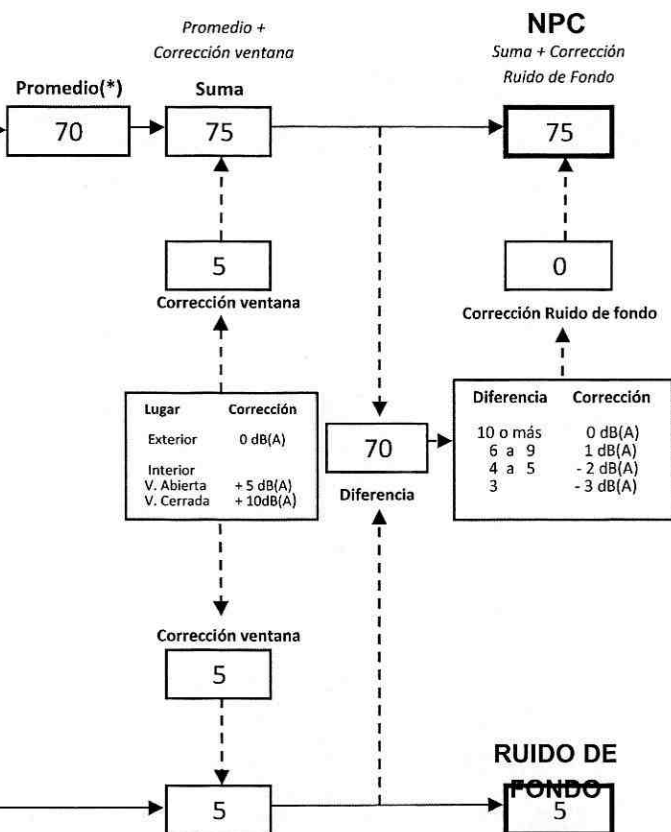 Promedio +
Corrección ventana
NPC
Suma + Corrección
Ruido de Fondo
Promedio(*)
Suma
70
75
75
5
0
Corrección ventana
Corrección Ruido de fondo
Lugar Corrección
Exterior 0 dB(A)
Interior
V. Abierta + 5 dB(A)
V. Cerrada + 10dB(A)
70
Diferencia
Diferencia Corrección
10 o más 0 dB(A)
6 a 9 1 dB(A)
4 a 5 - 2 dB(A)
3 - 3 dB(A)
Corrección ventana
5
RUIDO DE
FONDO
5
5